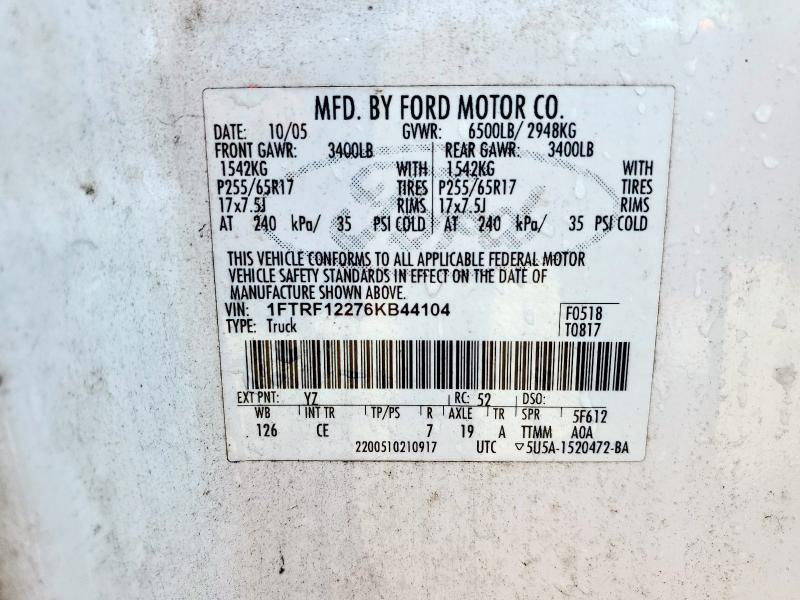 MFD. BY FORD MOTOR CO.
DATE: 10/05 GVWR: 6500LB/ 2948KG
FRONT GAWR: 3400LB REAR GAWR: 3400LB
1542KG WITH 1542KG WITH
P255/65R17 TIRES P255/65R17 TIRES
17x7.5J RIMS 17x7.5J RIMS
AT 240 kPa/ 35 PSI COLD AT 240 kPa/ 35 PSI COLD
Ford
THIS VEHICLE CONFORMS TO ALL APPLICABLE FEDERAL MOTOR
VEHICLE SAFETY STANDARDS IN EFFECT ON THE DATE OF
MANUFACTURE SHOWN ABOVE.
VIN: 1FTRF12276KB44104 F0518
TYPE: Truck T0817
EXT PNT: YZ RC: 52 DSO:
WB INT TR TP/PS R AXLE TR SPR 5F612
126 CE 7 19 A TTMM A0A
2200510210917 UTC ▽5U5A-1520472-BA